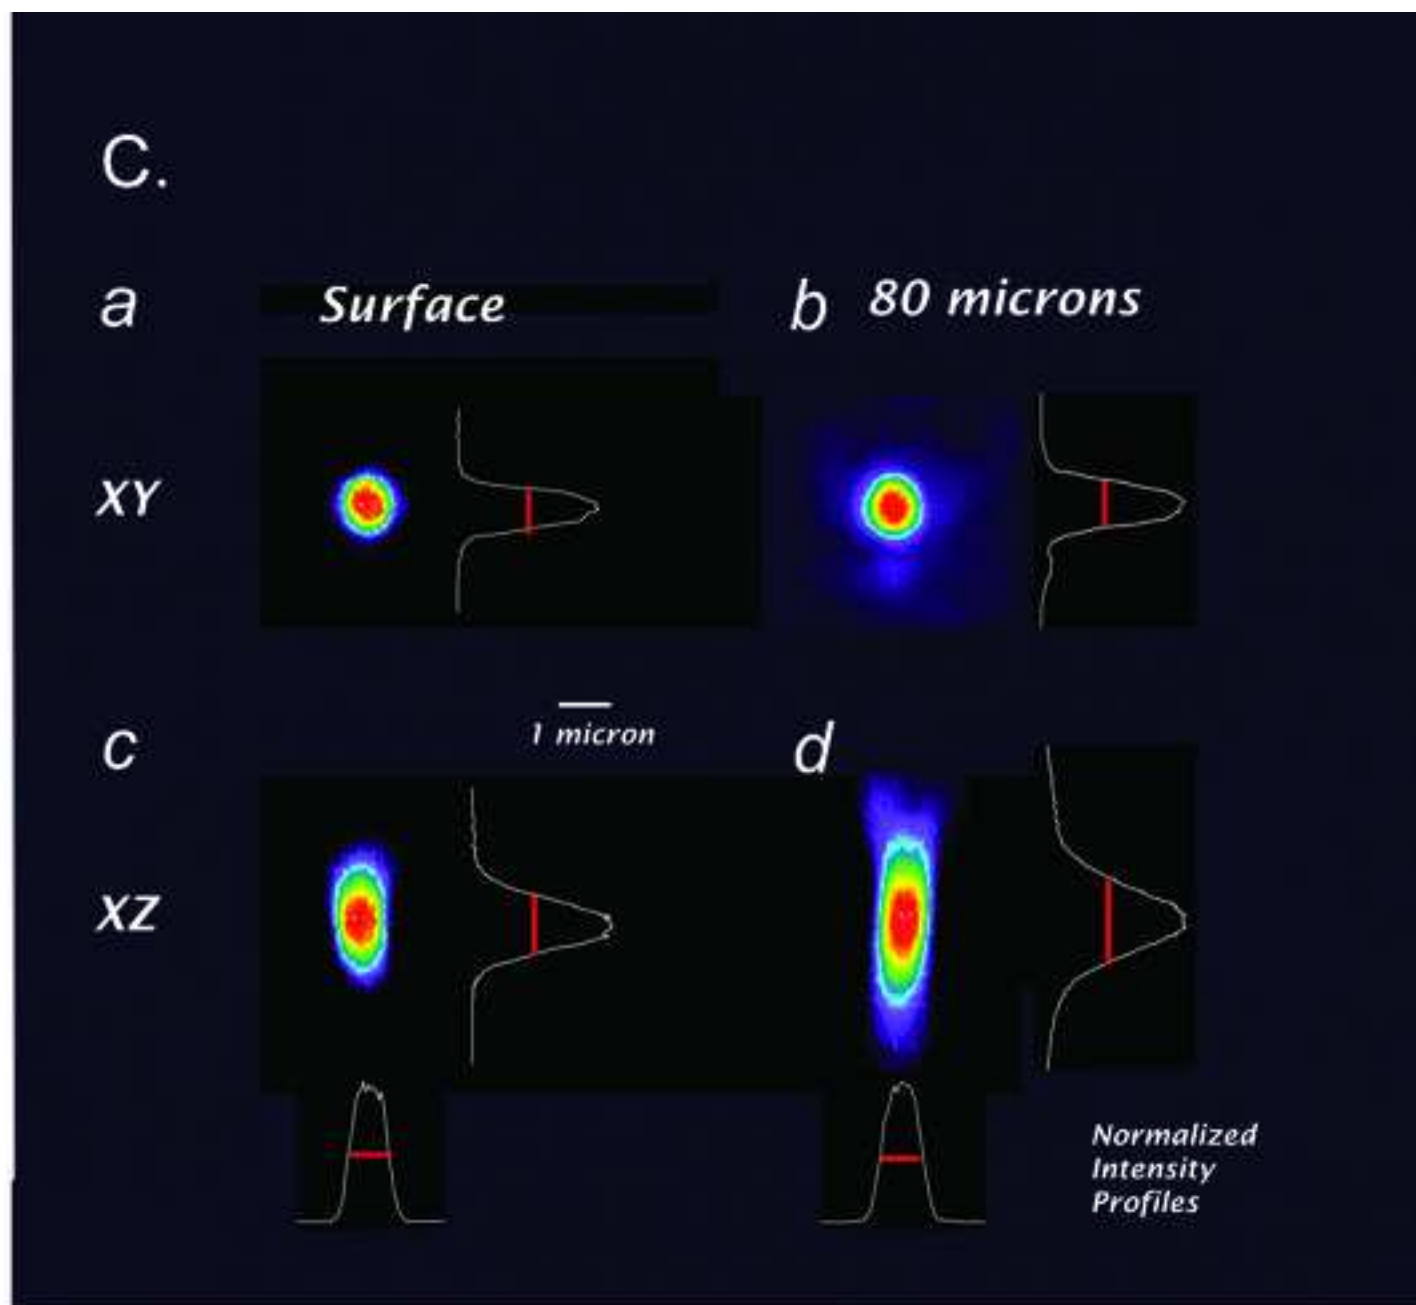 C.
a Surface b 80 microns
XY
1 micron
c d
XZ
Normalized
Intensity
Profiles